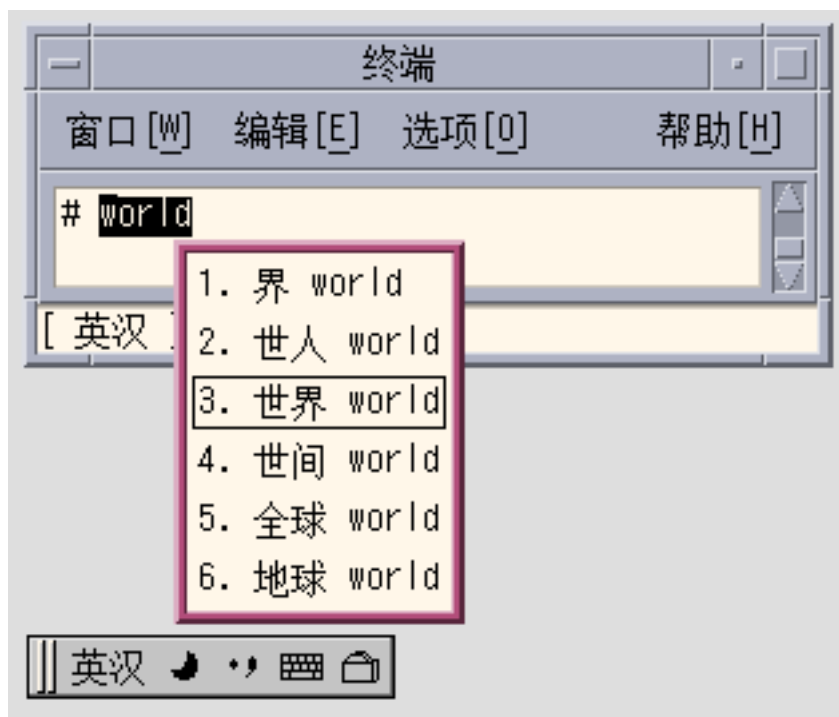 终端
窗口[W] 编辑[E] 选项[O] 帮助[H]
# world
1. 界 world
[ 英汉 ]
2. 世人 world
3. 世界 world
4. 世间 world
5. 全球 world
6. 地球 world
英汉